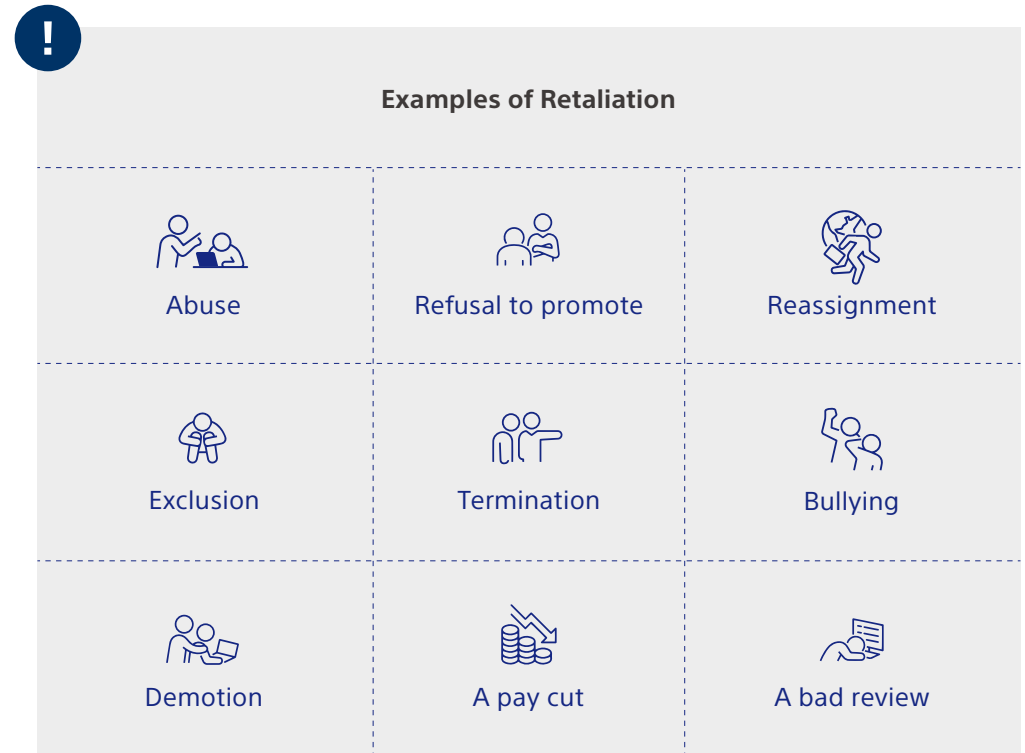 !
Examples of Retaliation
Abuse
Refusal to promote
Reassignment
Exclusion
Termination
Bullying
Demotion
A pay cut
A bad review